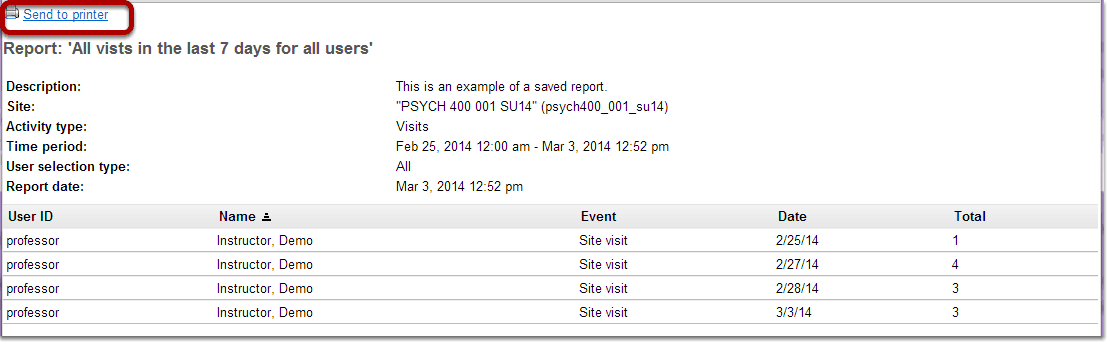 Send to printer
Report: 'All vists in the last 7 days for all users'
Description: This is an example of a saved report.
Site: "PSYCH 400 001 SU14" (psych400_001_su14)
Activity type: Visits
Time period: Feb 25, 2014 12:00 am - Mar 3, 2014 12:52 pm
User selection type: All
Report date: Mar 3, 2014 12:52 pm
User ID Name Event Date Total
professor Instructor, Demo Site visit 2/25/14 1
professor Instructor, Demo Site visit 2/27/14 4
professor Instructor, Demo Site visit 2/28/14 3
professor Instructor, Demo Site visit 3/3/14 3